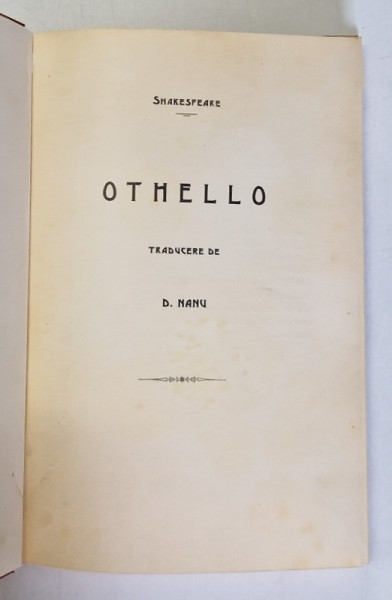 SHAKESPEARE
OTHELLO
TRADUCERE DE
D. NANU